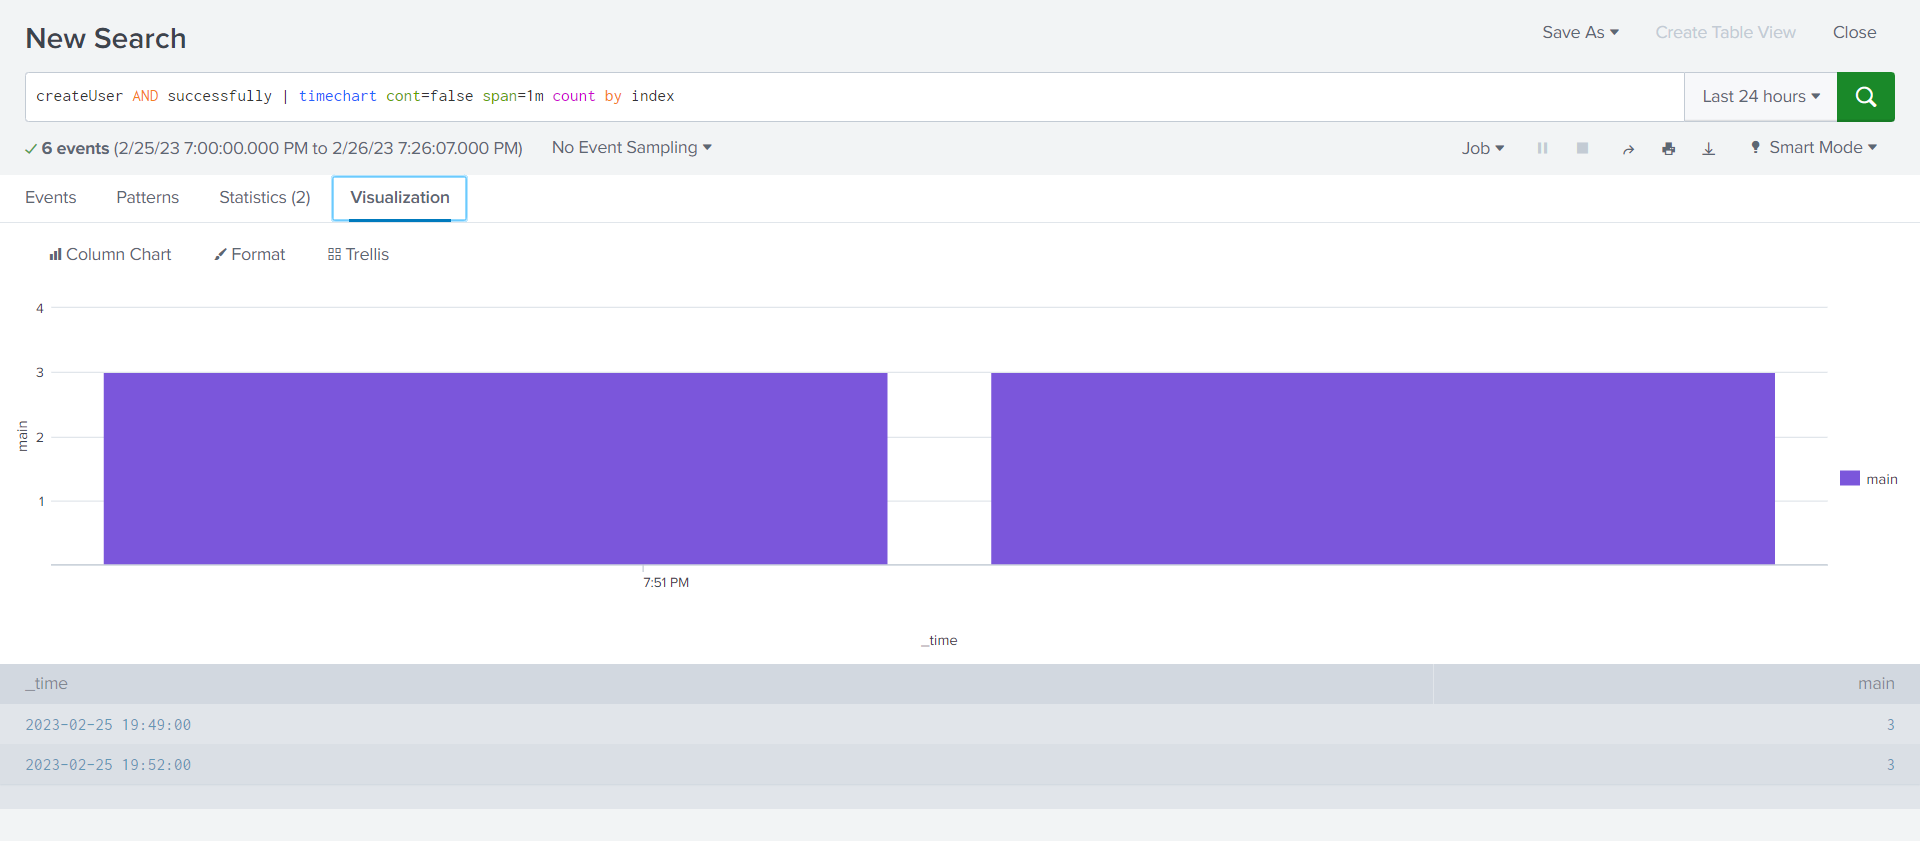 New Search
Save As Create Table View Close
createUser AND successfully | timechart cont=false span=1m count by index
Last 24 hours
6 events (2/25/23 7:00:00.000 PM to 2/26/23 7:26:07.000 PM) No Event Sampling
Job Smart Mode
Events Patterns Statistics (2) Visualization
Column Chart Format Trellis
4
3
2
1
main
main
7:51 PM
_time
_time main
2023-02-25 19:49:00 3
2023-02-25 19:52:00 3